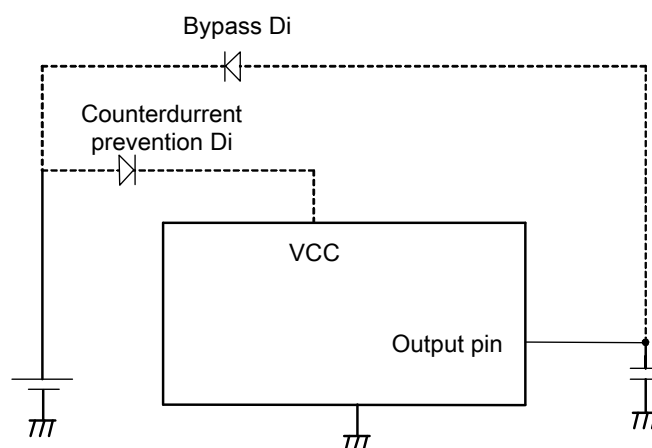 Bypass Di
Counterdurrent
prevention Di
VCC
Output pin